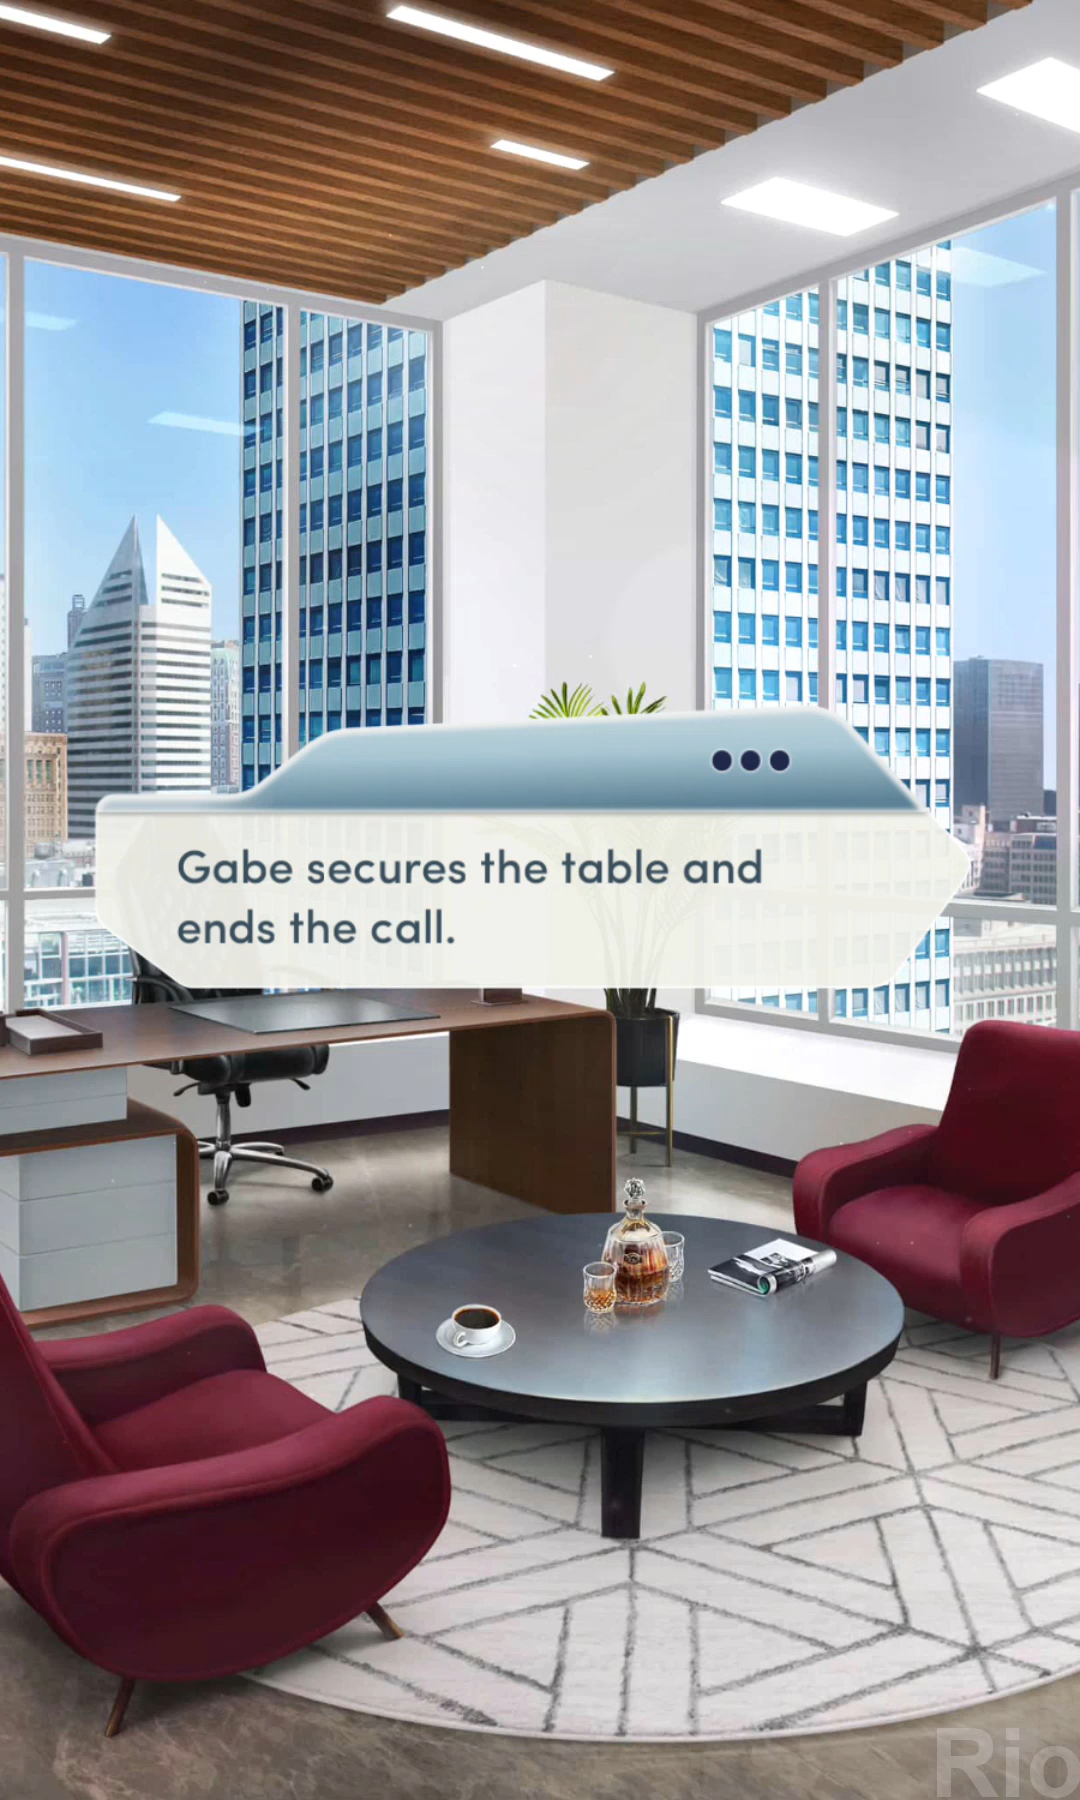 Gabe secures the table and
ends the call.
Rio